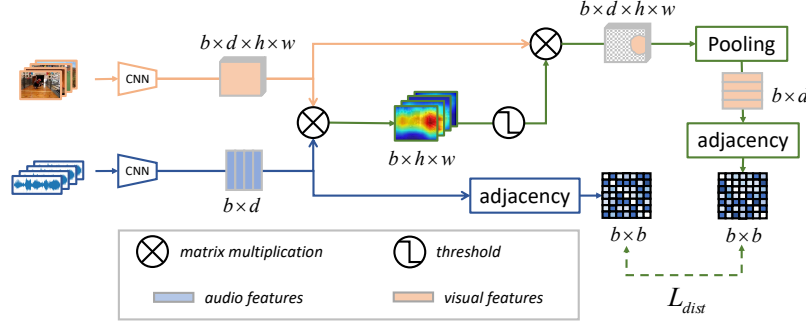 b × d × h × w
b × d × h × w
CNN
Pooling
b × d
b × h × w
adjacency
CNN
b × d
adjacency
b × b
b × b
matrix multiplication
threshold
audio features
visual features
L_dist